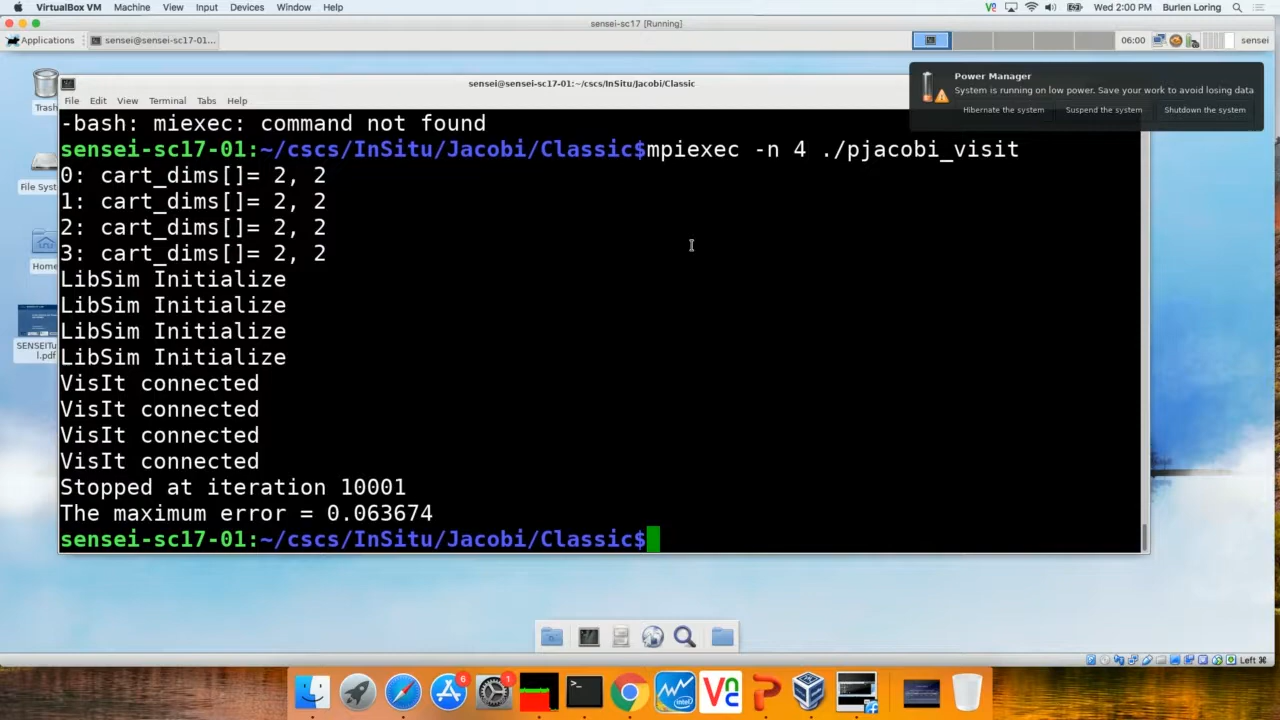 VirtualBox VM Machine View Input Devices Window Help
Wed 2:00 PM Burlen Loring
sensei-sc17 [Running]
Applications
sensei@sensei-sc17-01...
06:00
sensei
Trash
File Sys
Home
SENSEITu
l.pdf
sensei@sensei-sc17-01:~/cscs/InSitu/Jacobi/Classic
File Edit View Terminal Tabs Help
Power Manager
System is running on low power. Save your work to avoid losing data
Hibernate the system Suspend the system Shutdown the system
-bash: miexec: command not found
sensei-sc17-01:~/cscs/InSitu/Jacobi/Classic$mpiexec -n 4 ./pjacobi_visit
0: cart_dims[]= 2, 2
1: cart_dims[]= 2, 2
2: cart_dims[]= 2, 2
3: cart_dims[]= 2, 2
LibSim Initialize
LibSim Initialize
LibSim Initialize
LibSim Initialize
VisIt connected
VisIt connected
VisIt connected
VisIt connected
Stopped at iteration 10001
The maximum error = 0.063674
sensei-sc17-01:~/cscs/InSitu/Jacobi/Classic$
Left ⌘
6
1
>_
intel